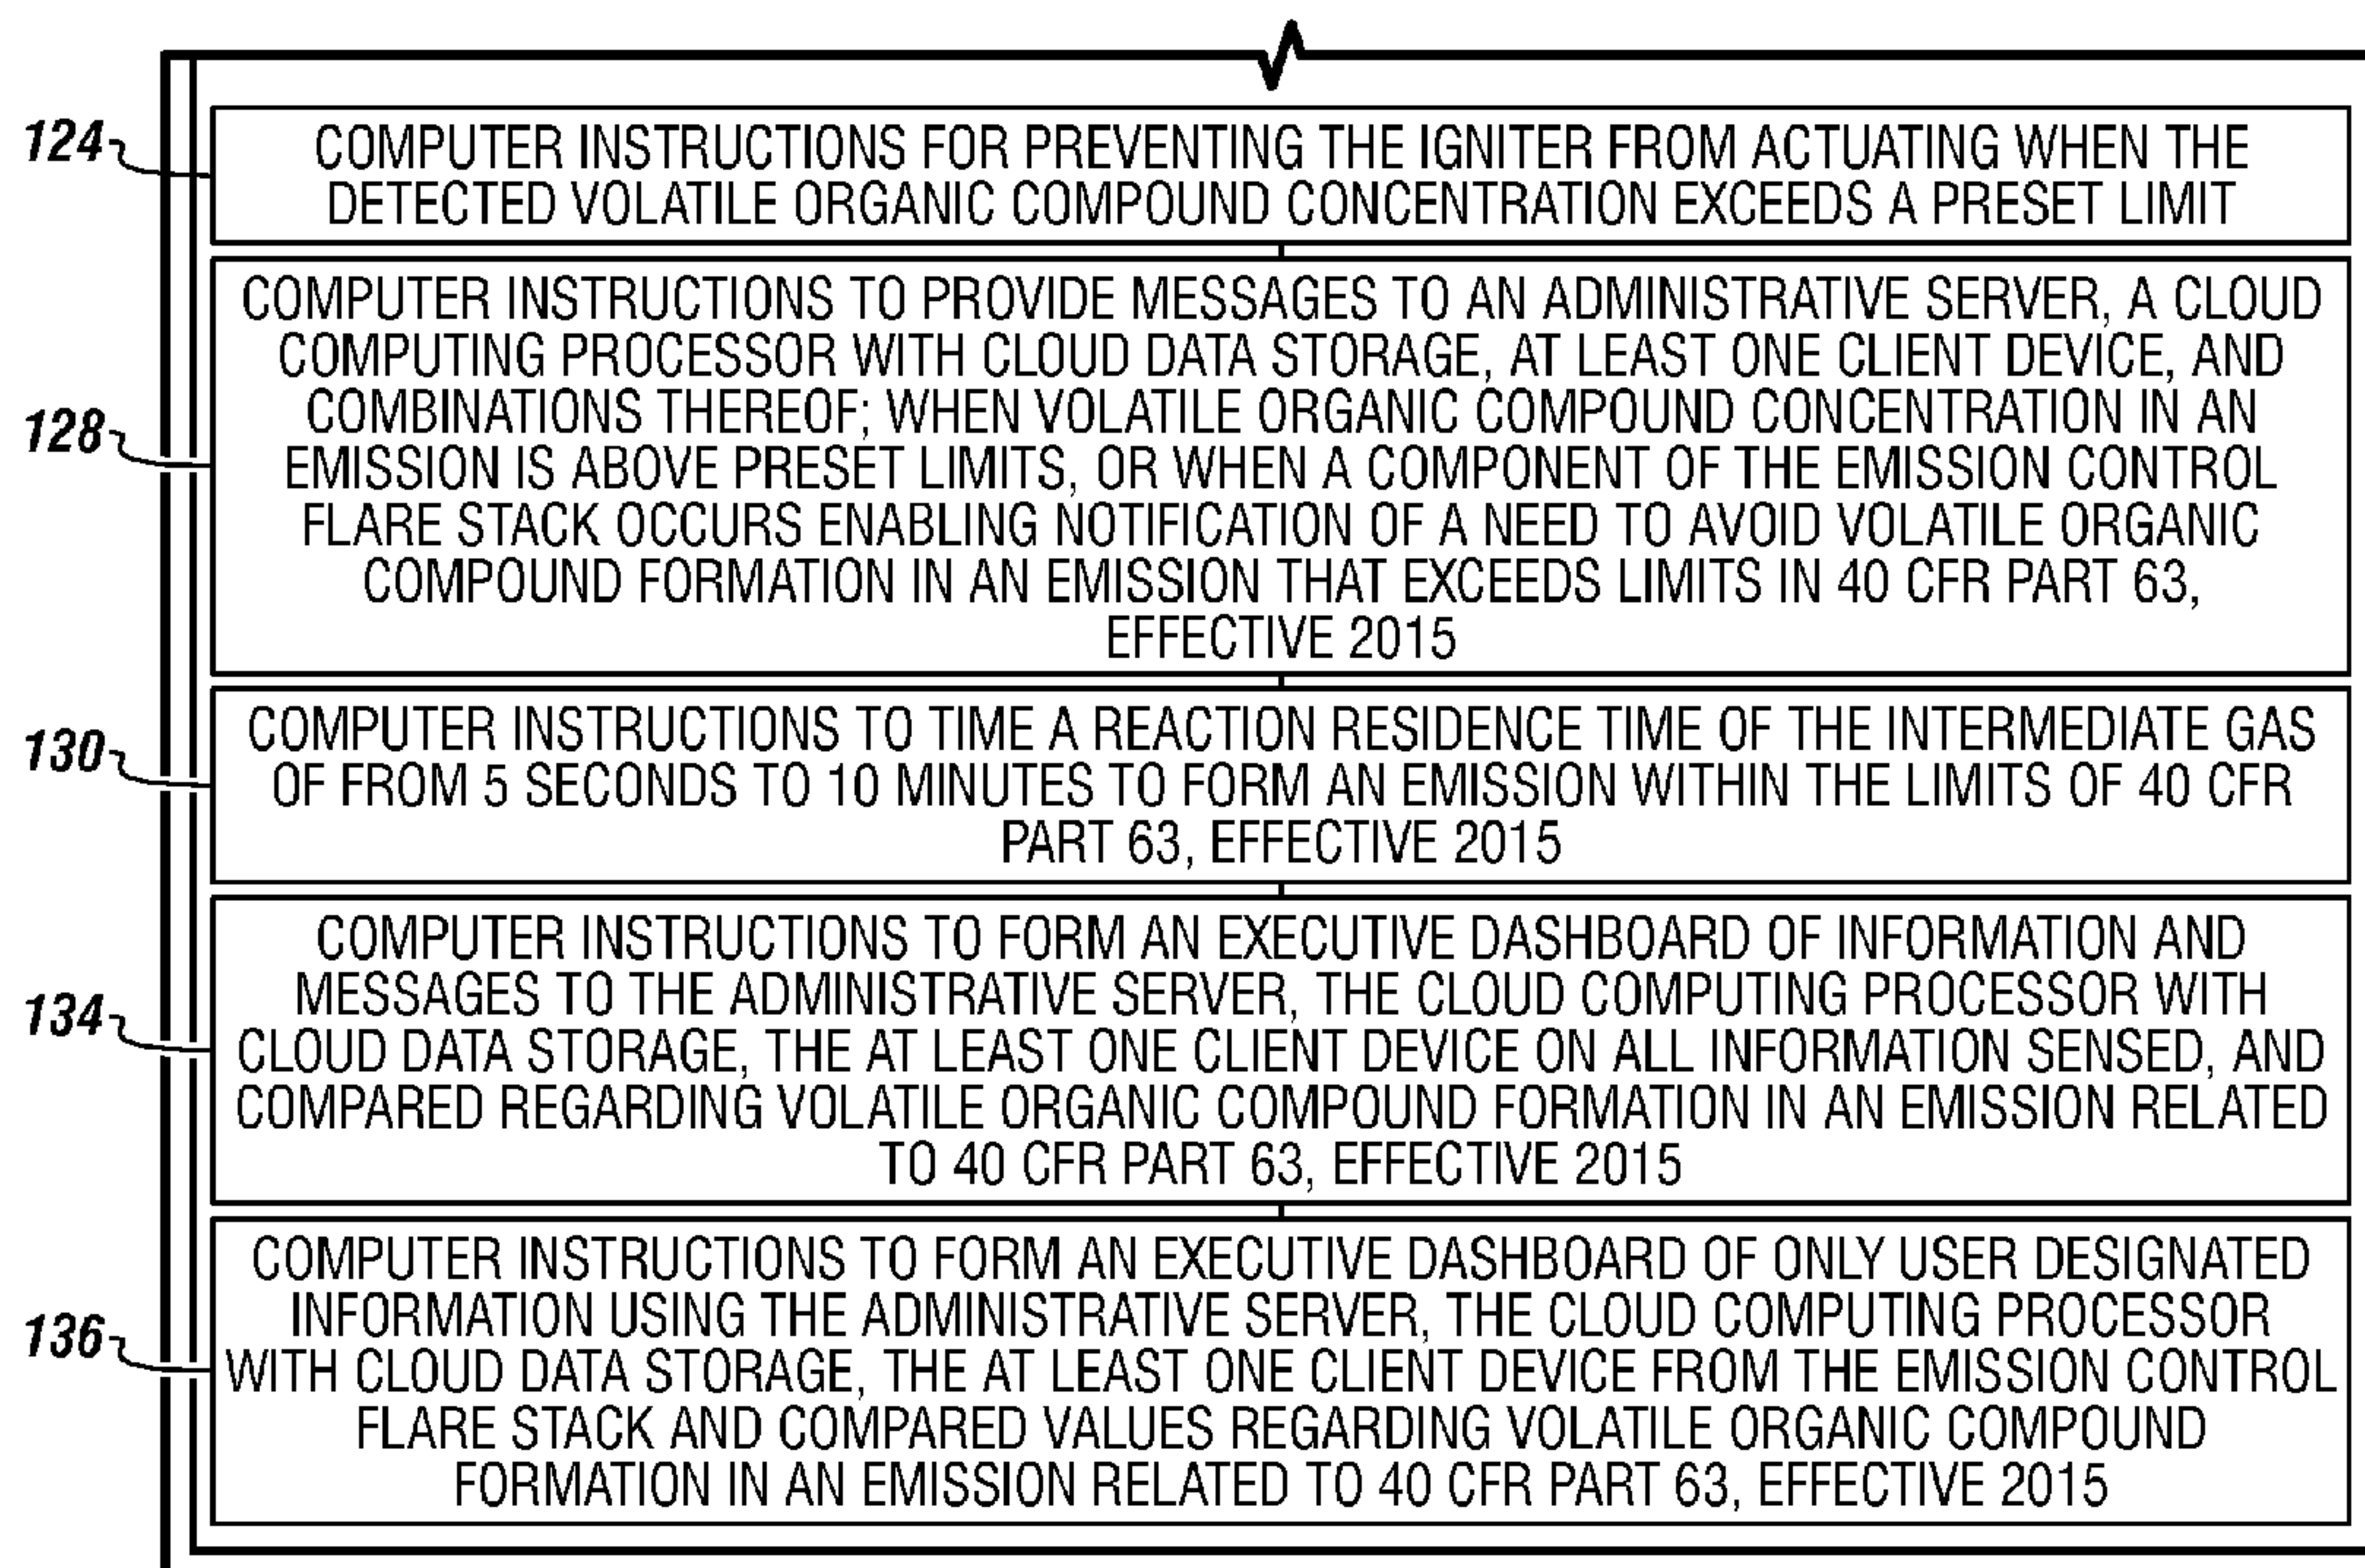 124
COMPUTER INSTRUCTIONS FOR PREVENTING THE IGNITER FROM ACTUATING WHEN THE
DETECTED VOLATILE ORGANIC COMPOUND CONCENTRATION EXCEEDS A PRESET LIMIT
128
COMPUTER INSTRUCTIONS TO PROVIDE MESSAGES TO AN ADMINISTRATIVE SERVER, A CLOUD
COMPUTING PROCESSOR WITH CLOUD DATA STORAGE, AT LEAST ONE CLIENT DEVICE, AND
COMBINATIONS THEREOF; WHEN VOLATILE ORGANIC COMPOUND CONCENTRATION IN AN
EMISSION IS ABOVE PRESET LIMITS, OR WHEN A COMPONENT OF THE EMISSION CONTROL
FLARE STACK OCCURS ENABLING NOTIFICATION OF A NEED TO AVOID VOLATILE ORGANIC
COMPOUND FORMATION IN AN EMISSION THAT EXCEEDS LIMITS IN 40 CFR PART 63,
EFFECTIVE 2015
130
COMPUTER INSTRUCTIONS TO TIME A REACTION RESIDENCE TIME OF THE INTERMEDIATE GAS
OF FROM 5 SECONDS TO 10 MINUTES TO FORM AN EMISSION WITHIN THE LIMITS OF 40 CFR
PART 63, EFFECTIVE 2015
134
COMPUTER INSTRUCTIONS TO FORM AN EXECUTIVE DASHBOARD OF INFORMATION AND
MESSAGES TO THE ADMINISTRATIVE SERVER, THE CLOUD COMPUTING PROCESSOR WITH
CLOUD DATA STORAGE, THE AT LEAST ONE CLIENT DEVICE ON ALL INFORMATION SENSED, AND
COMPARED REGARDING VOLATILE ORGANIC COMPOUND FORMATION IN AN EMISSION RELATED
TO 40 CFR PART 63, EFFECTIVE 2015
136
COMPUTER INSTRUCTIONS TO FORM AN EXECUTIVE DASHBOARD OF ONLY USER DESIGNATED
INFORMATION USING THE ADMINISTRATIVE SERVER, THE CLOUD COMPUTING PROCESSOR
WITH CLOUD DATA STORAGE, THE AT LEAST ONE CLIENT DEVICE FROM THE EMISSION CONTROL
FLARE STACK AND COMPARED VALUES REGARDING VOLATILE ORGANIC COMPOUND
FORMATION IN AN EMISSION RELATED TO 40 CFR PART 63, EFFECTIVE 2015